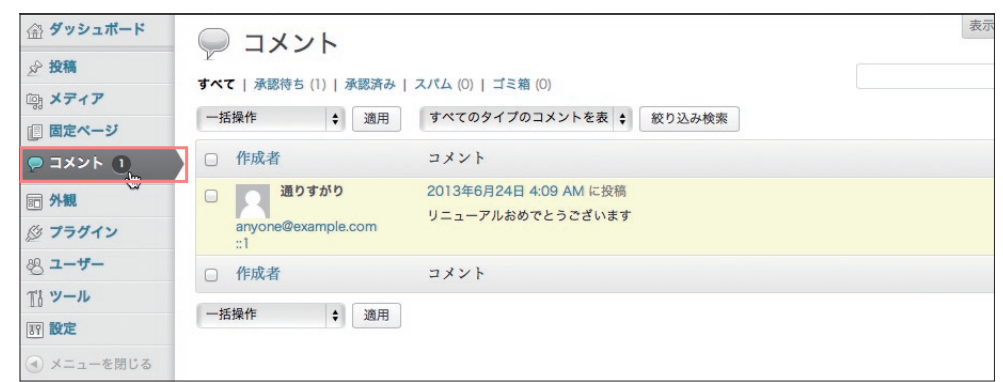 ダッシュボード
投稿
メディア
固定ページ
コメント 1
外観
プラグイン
ユーザー
ツール
設定
メニューを閉じる
表示
コメント
すべて | 承認待ち (1) | 承認済み | スパム (0) | ゴミ箱 (0)
一括操作 適用 すべてのタイプのコメントを表 絞り込み検索
作成者 コメント
通りすがり
anyone@example.com
::1
2013年6月24日 4:09 AM に投稿
リニューアルおめでとうございます
作成者 コメント
一括操作 適用